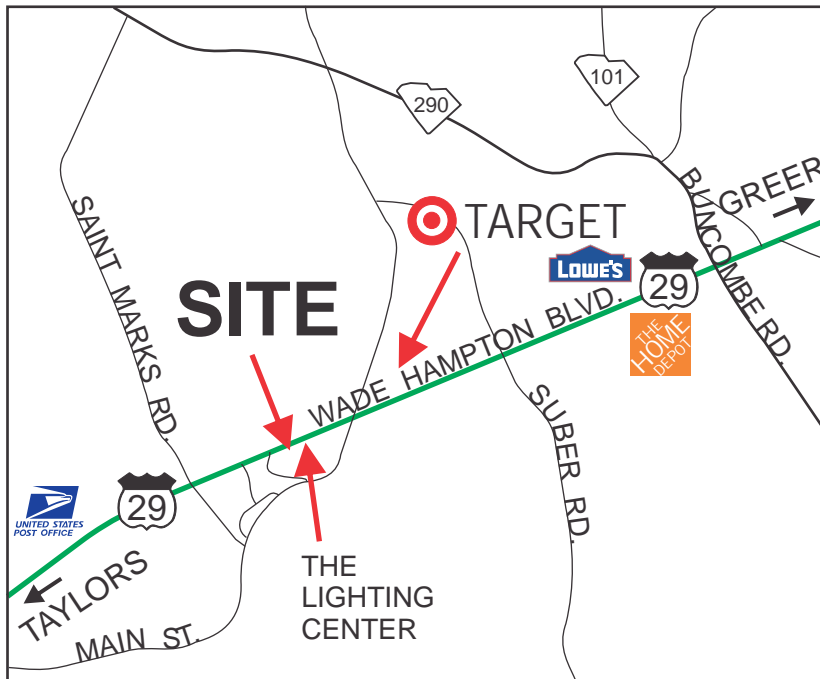 101
290
GREER
BUNCOMBE RD.
SAINT MARKS RD.
TARGET
LOWE'S
29
SITE
WADE HAMPTON BLVD.
THE
HOME
DEPOT
SUBER RD.
29
UNITED STATES
POST OFFICE
THE
LIGHTING
CENTER
TAYLORS
MAIN ST.